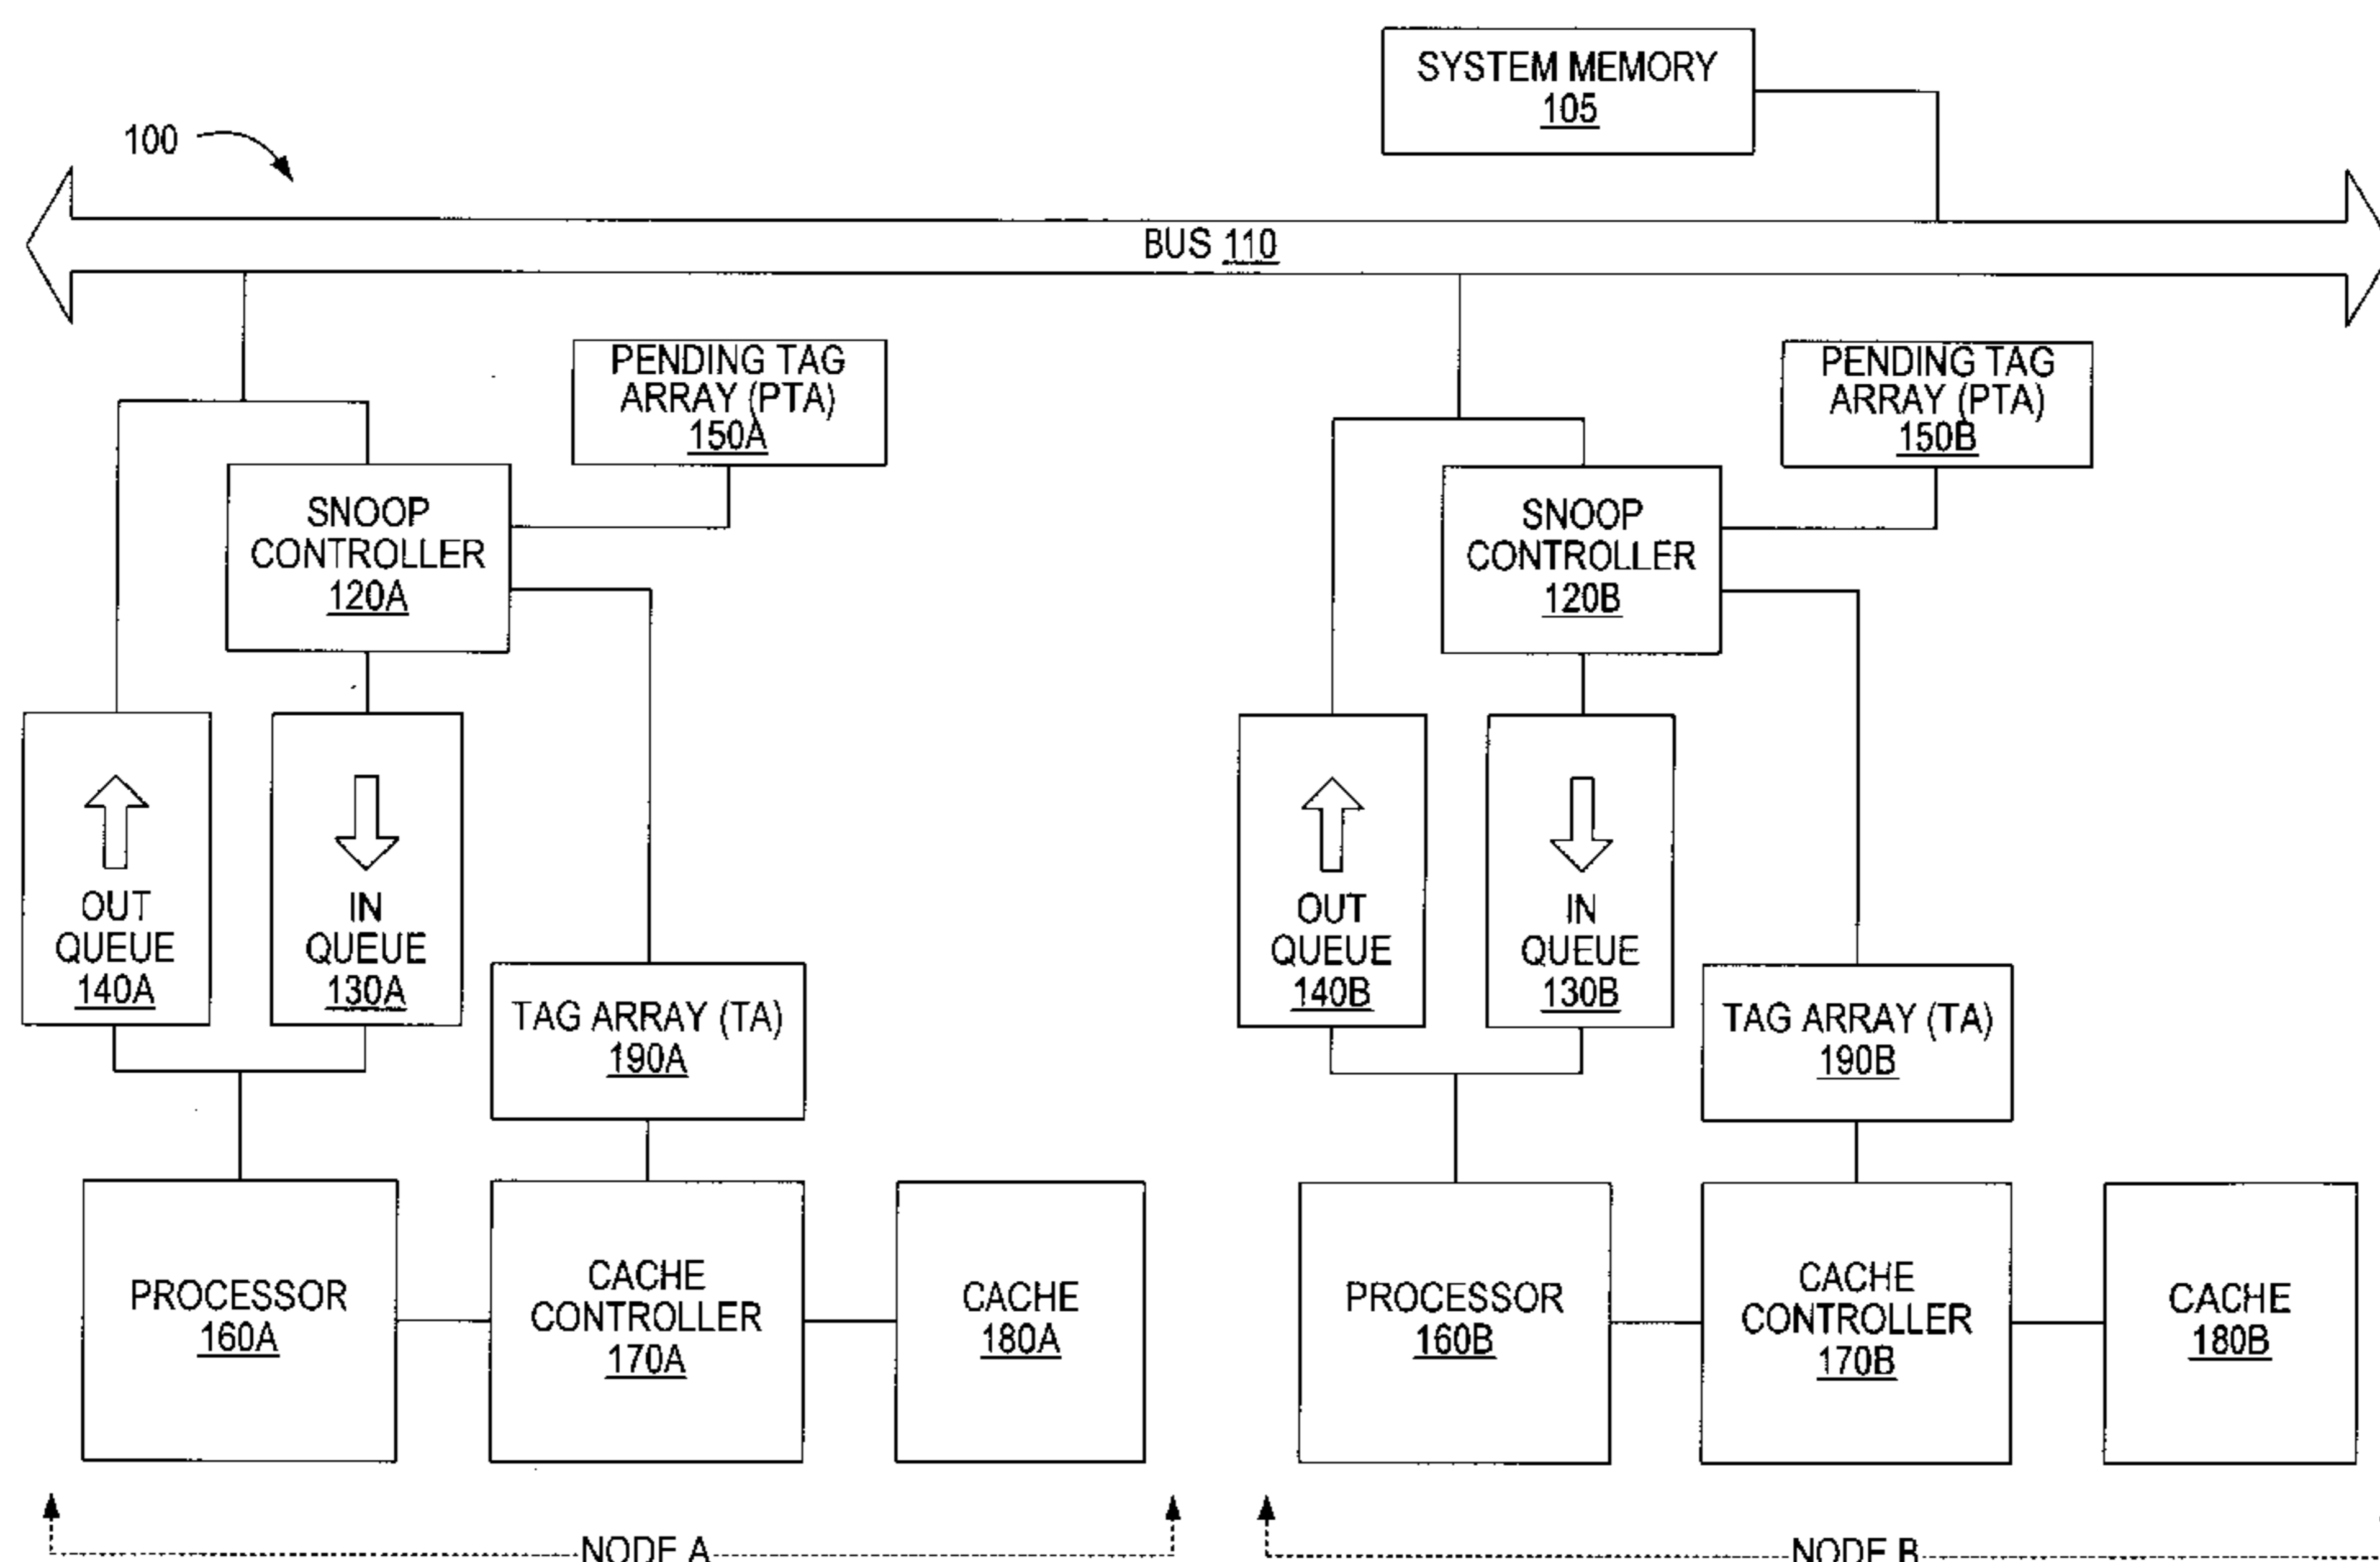 SYSTEM MEMORY
105
100
BUS 110
PENDING TAG
ARRAY (PTA)
150A
SNOOP
CONTROLLER
120A
OUT
QUEUE
140A
IN
QUEUE
130A
TAG ARRAY (TA)
190A
PROCESSOR
160A
CACHE
CONTROLLER
170A
CACHE
180A
NODE A
PENDING TAG
ARRAY (PTA)
150B
SNOOP
CONTROLLER
120B
OUT
QUEUE
140B
IN
QUEUE
130B
TAG ARRAY (TA)
190B
PROCESSOR
160B
CACHE
CONTROLLER
170B
CACHE
180B
NODE B